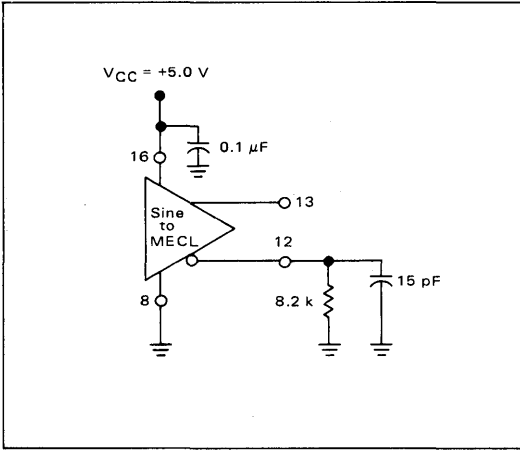 VCC = +5.0 V
0.1 µF
16
Sine
to
MECL
13
12
8
8.2 k
15 pF